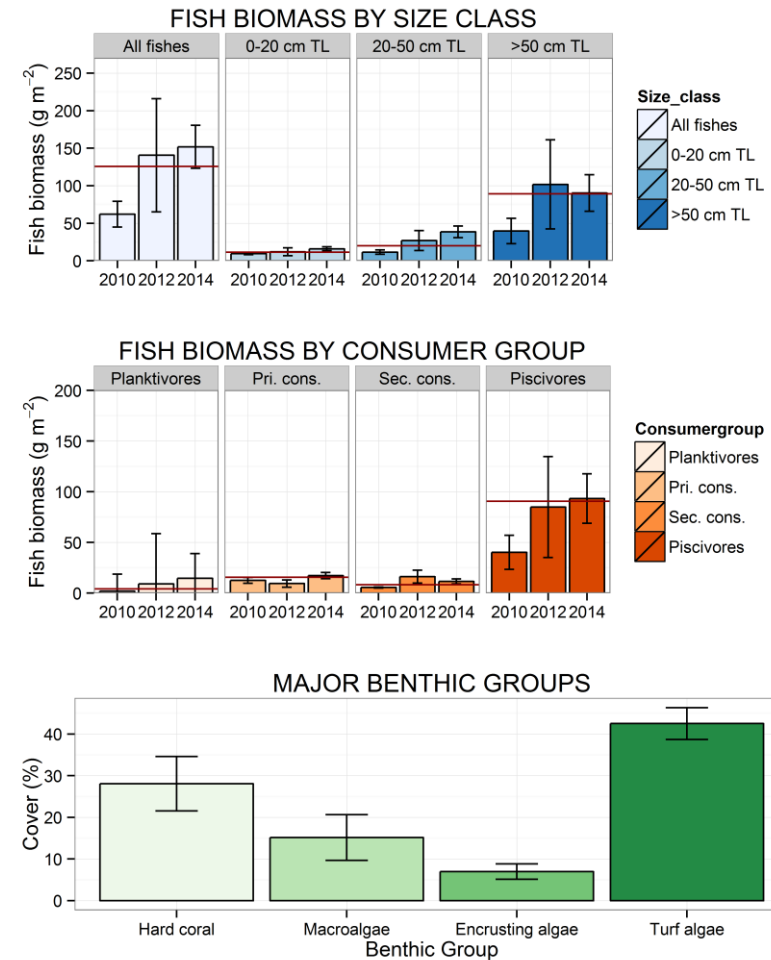 FISH BIOMASS BY SIZE CLASS
All fishes 0-20 cm TL 20-50 cm TL >50 cm TL
Fish biomass (g m⁻²)
250
200
150
100
50
0
2010 2012 2014 2010 2012 2014 2010 2012 2014 2010 2012 2014
Size_class
All fishes
0-20 cm TL
20-50 cm TL
>50 cm TL
FISH BIOMASS BY CONSUMER GROUP
Planktivores Pri. cons. Sec. cons. Piscivores
Fish biomass (g m⁻²)
200
150
100
50
0
2010 2012 2014 2010 2012 2014 2010 2012 2014 2010 2012 2014
Consumergroup
Planktivores
Pri. cons.
Sec. cons.
Piscivores
MAJOR BENTHIC GROUPS
Cover (%)
40
30
20
10
0
Hard coral Macroalgae Encrusting algae Turf algae
Benthic Group